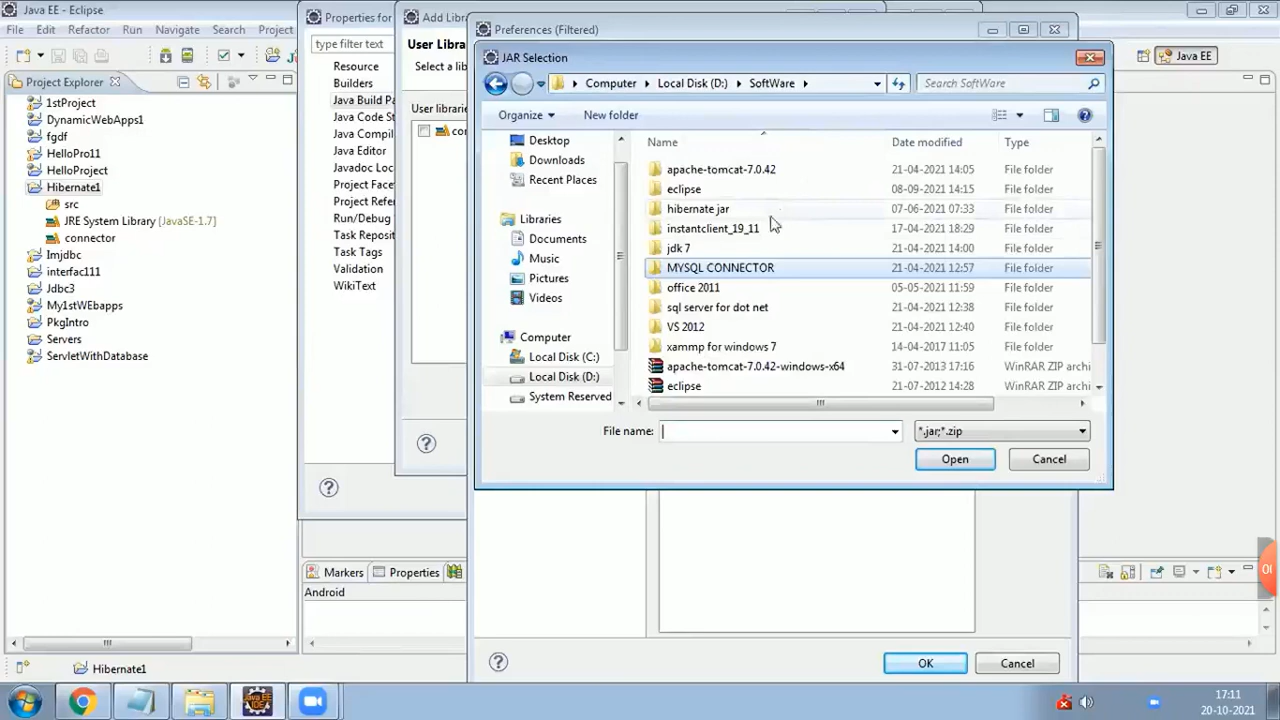 Java EE - Eclipse
File Edit Refactor Run Navigate Search Project
Java EE
Project Explorer
1stProject
DynamicWebApps1
fgdf
HelloPro11
HelloProject
Hibernate1
src
JRE System Library [JavaSE-1.7]
connector
Imjdbc
interfac111
Jdbc3
My1stWEbapps
PkgIntro
Servers
ServletWithDatabase
Properties for
type filter text
Resource
Builders
Java Build Pa
Java Code St
Java Compil
Java Editor
Javadoc Loc
Project Face
Run/Debug
Task Reposit
Task Tags
Validation
WikiText
Add Libra
User Librar
Select a lib
User librarie
co
Preferences (Filtered)
JAR Selection
Computer Local Disk (D:) SoftWare
Search SoftWare
Organize New folder
Desktop
Downloads
Recent Places
Libraries
Documents
Music
Pictures
Videos
Computer
Local Disk (C:)
Local Disk (D:)
System Reserved
Name Date modified Type
apache-tomcat-7.0.42 21-04-2021 14:05 File folder
eclipse 08-09-2021 14:15 File folder
hibernate jar 07-06-2021 07:33 File folder
instantclient_19_11 17-04-2021 18:29 File folder
jdk 7 21-04-2021 14:00 File folder
MYSQL CONNECTOR 21-04-2021 12:57 File folder
office 2011 05-05-2021 11:59 File folder
sql server for dot net 21-04-2021 12:38 File folder
VS 2012 21-04-2021 12:40 File folder
xammp for windows 7 14-04-2017 11:05 File folder
apache-tomcat-7.0.42-windows-x64 31-07-2013 17:16 WinRAR ZIP archi
eclipse 21-07-2012 14:28 WinRAR ZIP archi
File name: *.jar;*.zip
Open Cancel
OK Cancel
Markers Properties
Android
Hibernate1
17:11
20-10-2021